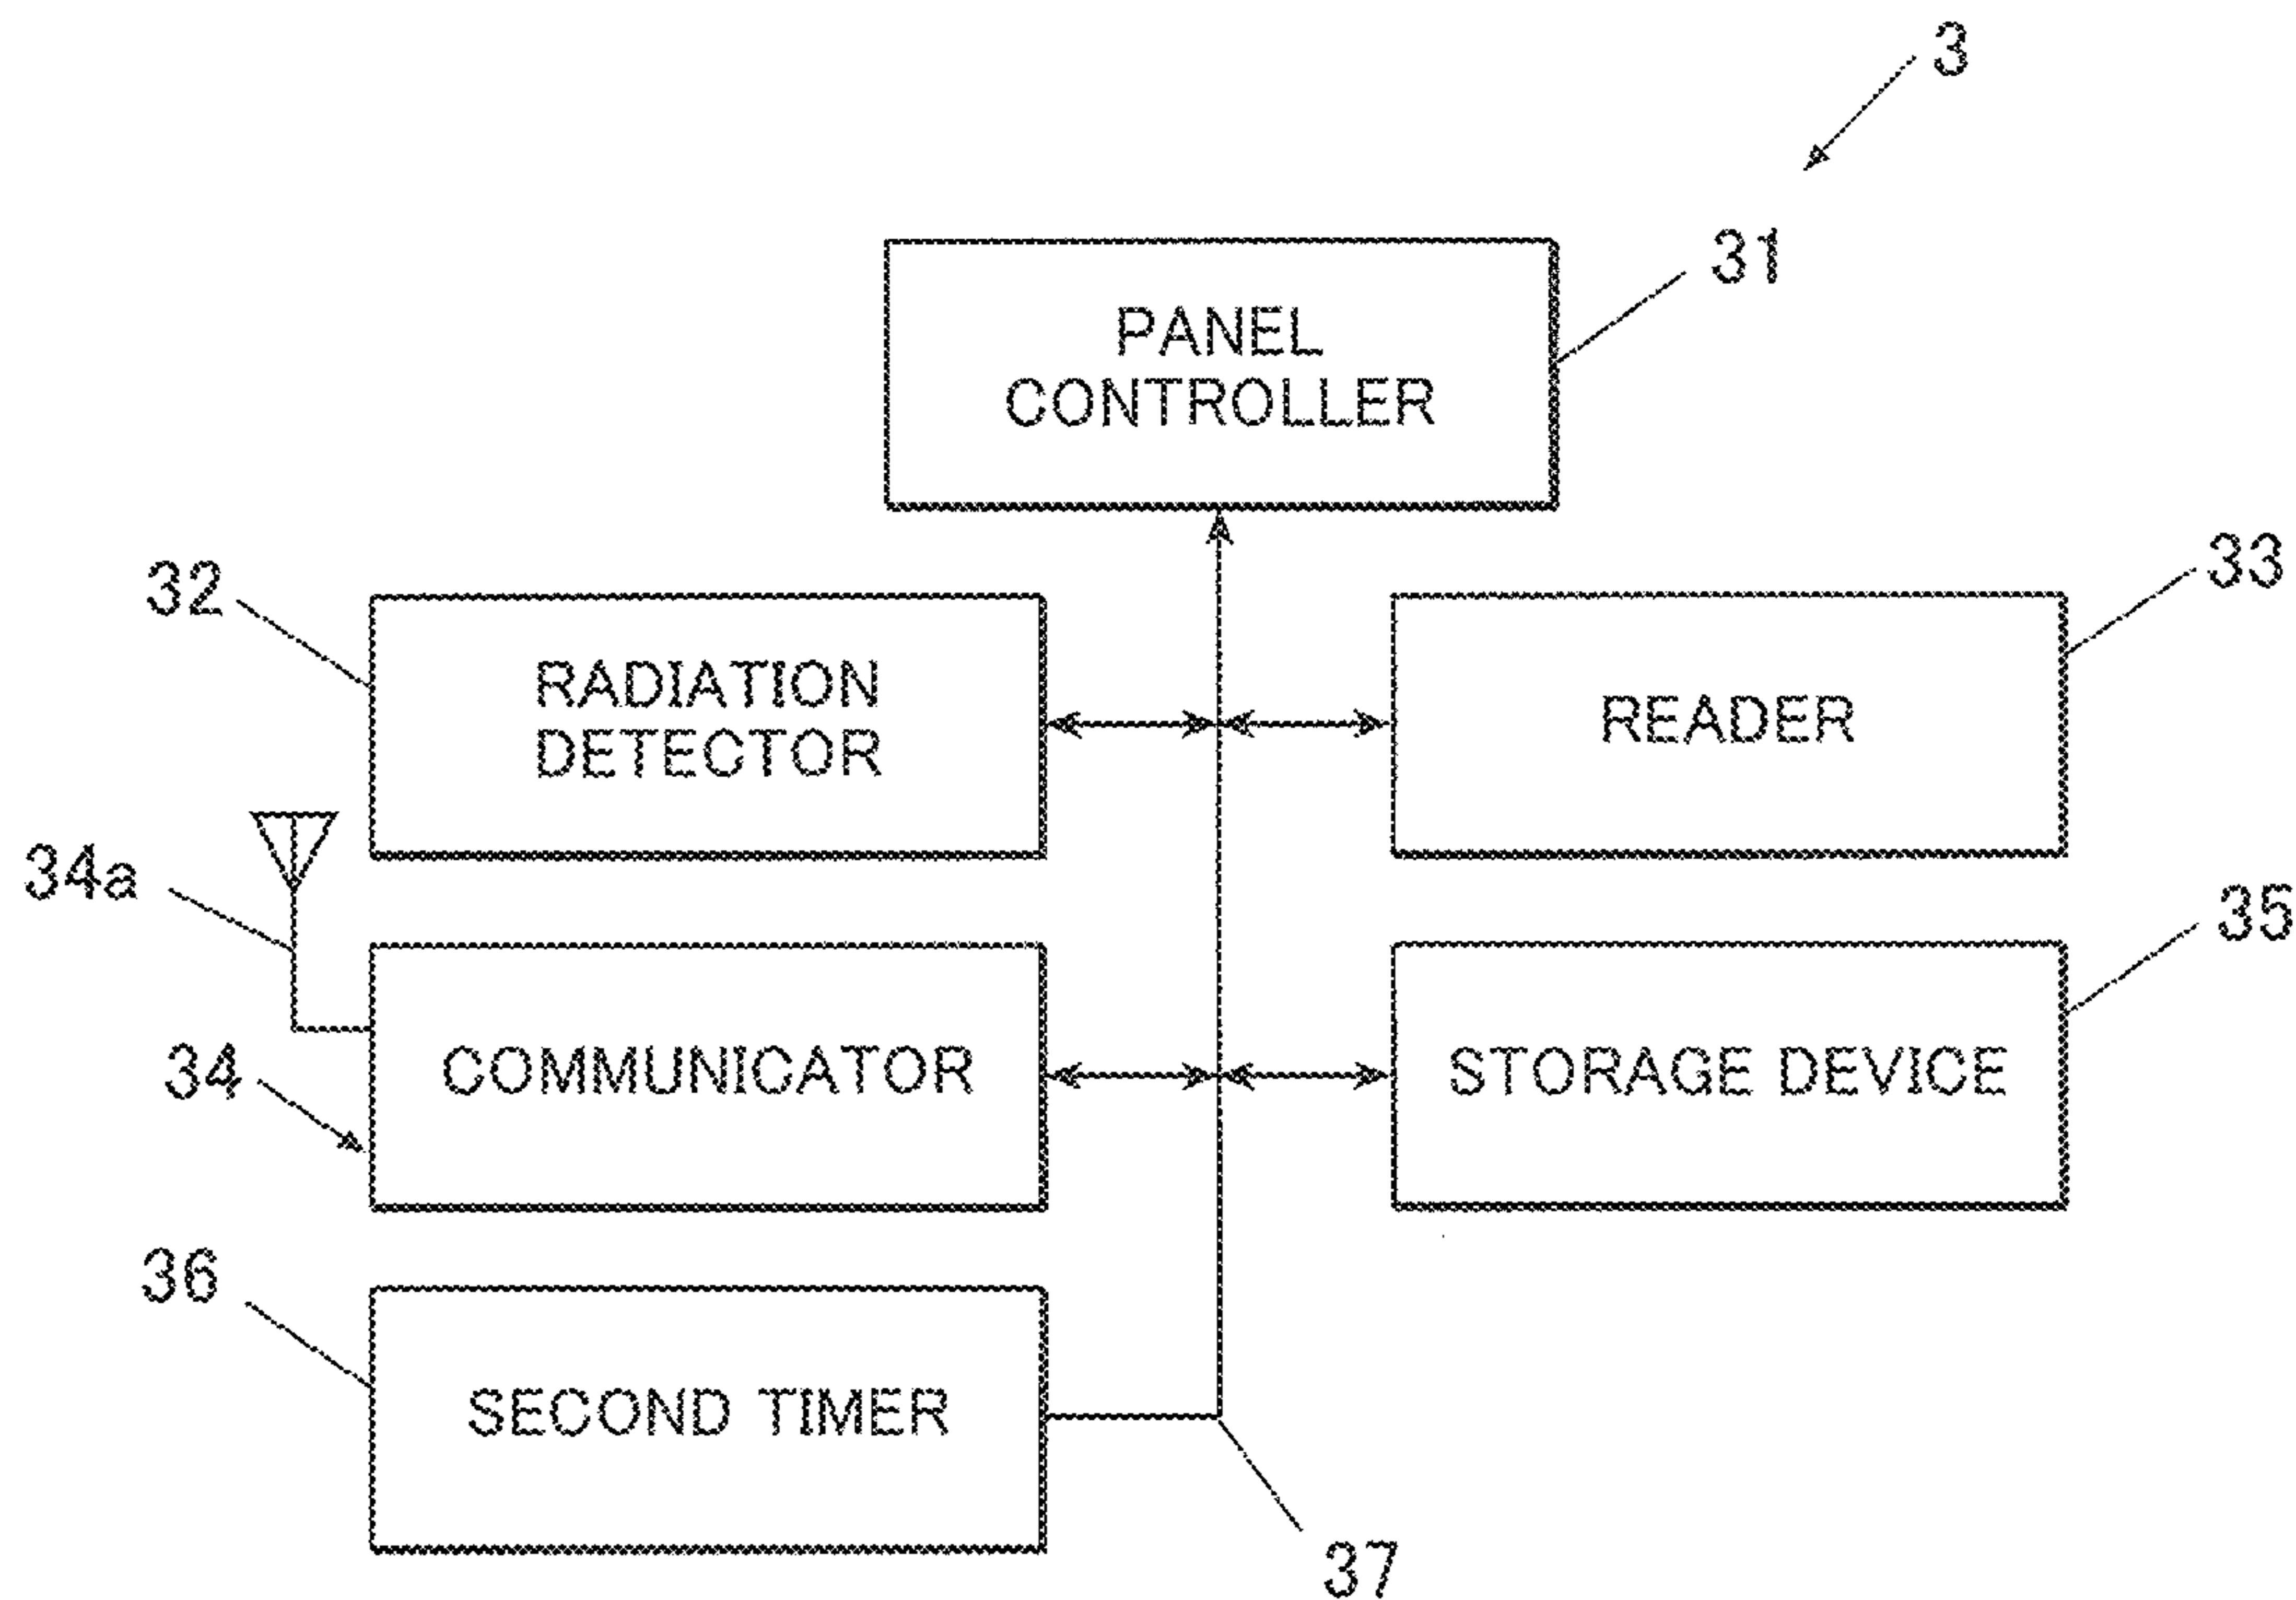 3
31
PANEL
CONTROLLER
32
33
RADIATION
DETECTOR
READER
34a
35
34
COMMUNICATOR
STORAGE DEVICE
36
SECOND TIMER
37